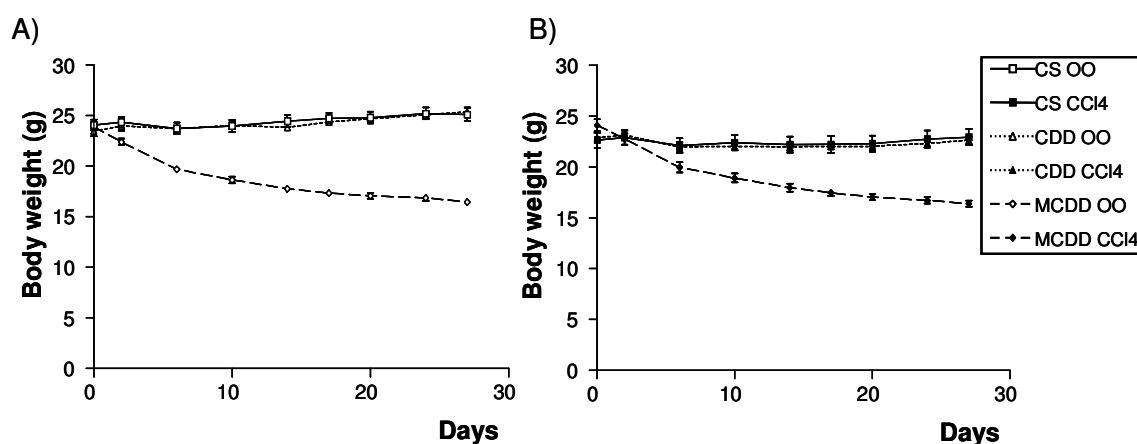 A)
Body weight (g)
30
25
20
15
10
5
0
0 10 20 30
Days
B)
Body weight (g)
30
25
20
15
10
5
0
0 10 20 30
Days
CS OO
CS CCl4
CDD OO
CDD CCl4
MCDD OO
MCDD CCl4